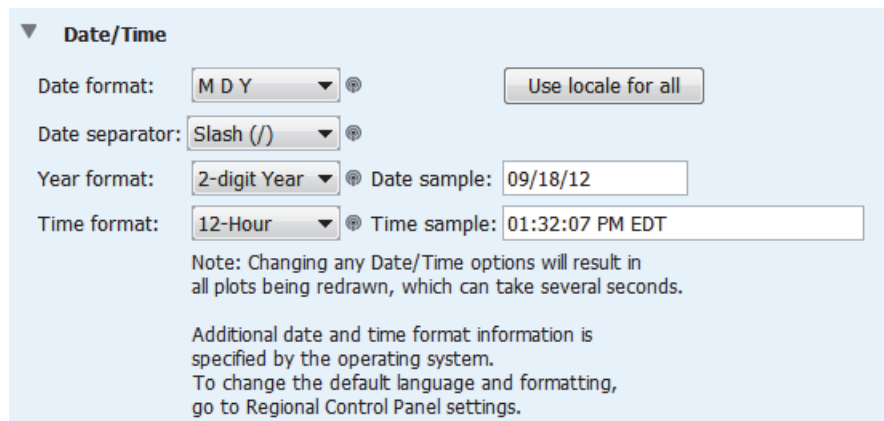 Date/Time
Date format: M D Y Use locale for all
Date separator: Slash (/)
Year format: 2-digit Year Date sample: 09/18/12
Time format: 12-Hour Time sample: 01:32:07 PM EDT
Note: Changing any Date/Time options will result in
all plots being redrawn, which can take several seconds.
Additional date and time format information is
specified by the operating system.
To change the default language and formatting,
go to Regional Control Panel settings.